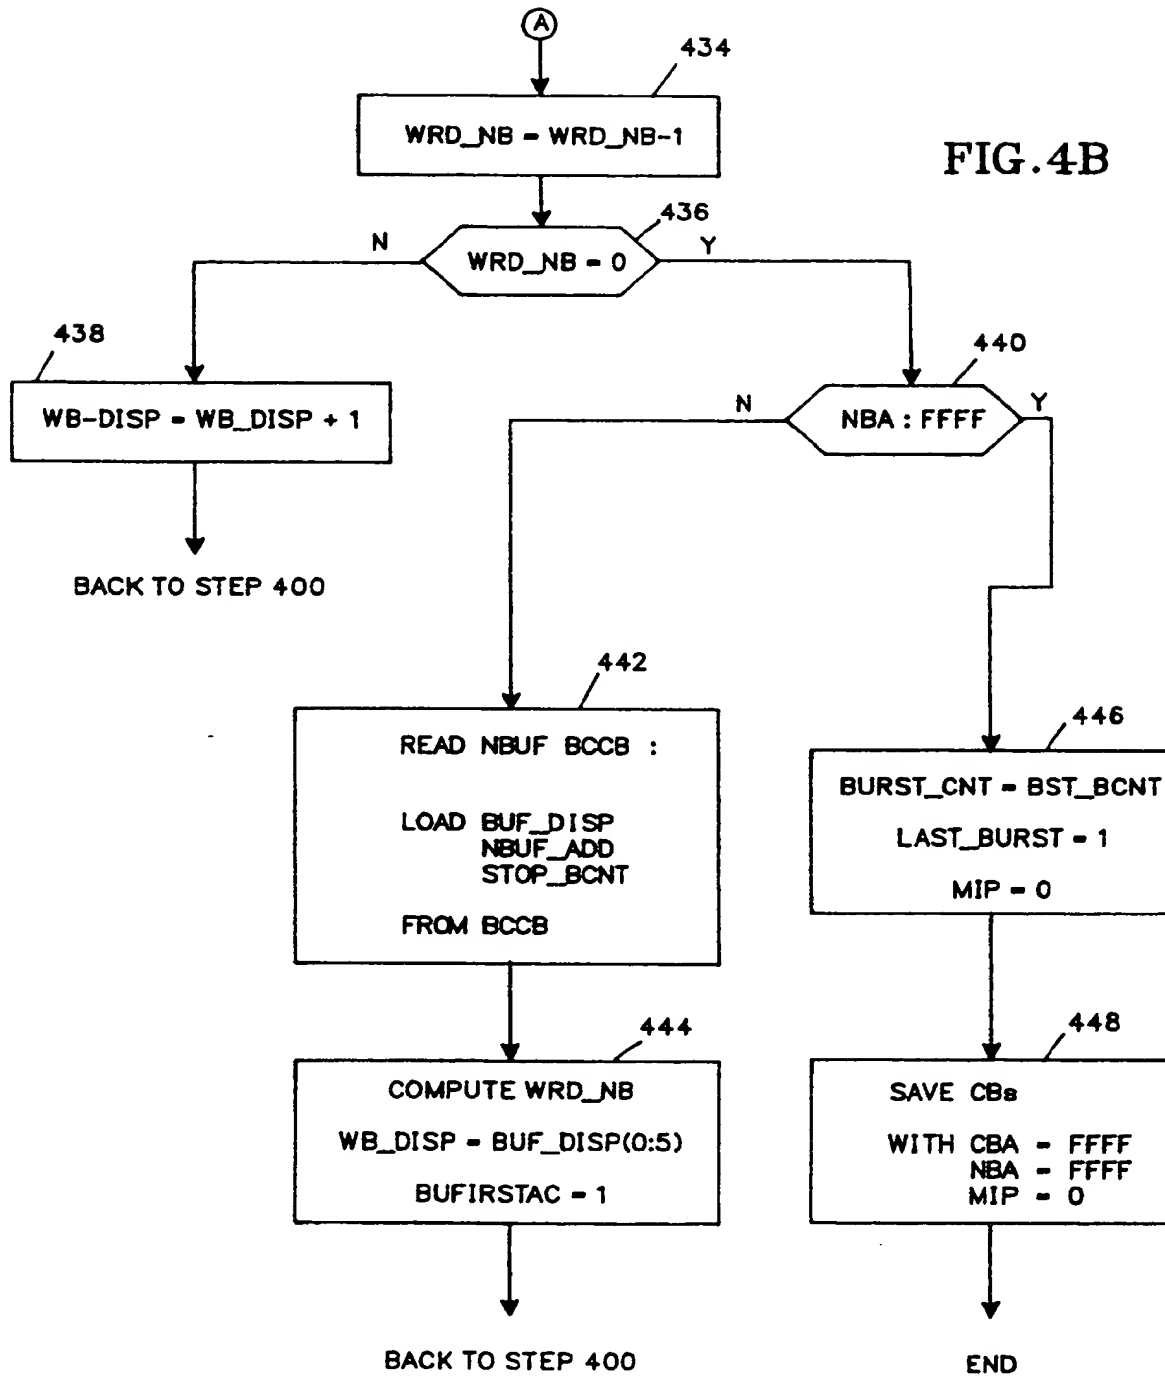 A
434
WRD_NB = WRD_NB-1
FIG.4B
436
N
WRD_NB = 0
Y
438
WB-DISP = WB_DISP + 1
BACK TO STEP 400
440
N
NBA : FFFF
Y
442
READ NBUF BCCB :
LOAD BUF_DISP
NBUF_ADD
STOP_BCNT
FROM BCCB
446
BURST_CNT = BST_BCNT
LAST_BURST = 1
MIP = 0
444
COMPUTE WRD_NB
WB_DISP = BUF_DISP(0:5)
BUFIRSTAC = 1
448
SAVE CBs
WITH CBA = FFFF
NBA = FFFF
MIP = 0
BACK TO STEP 400
END